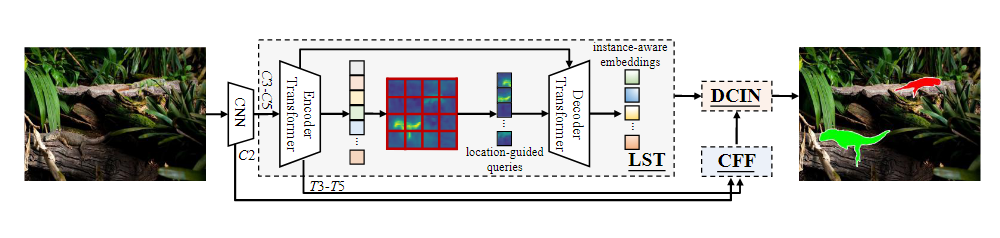 CNN
C3-C5
C2
Transformer
Encoder
T3-T5
location-guided
queries
Transformer
Decoder
instance-aware
embeddings
LST
DCIN
CFF